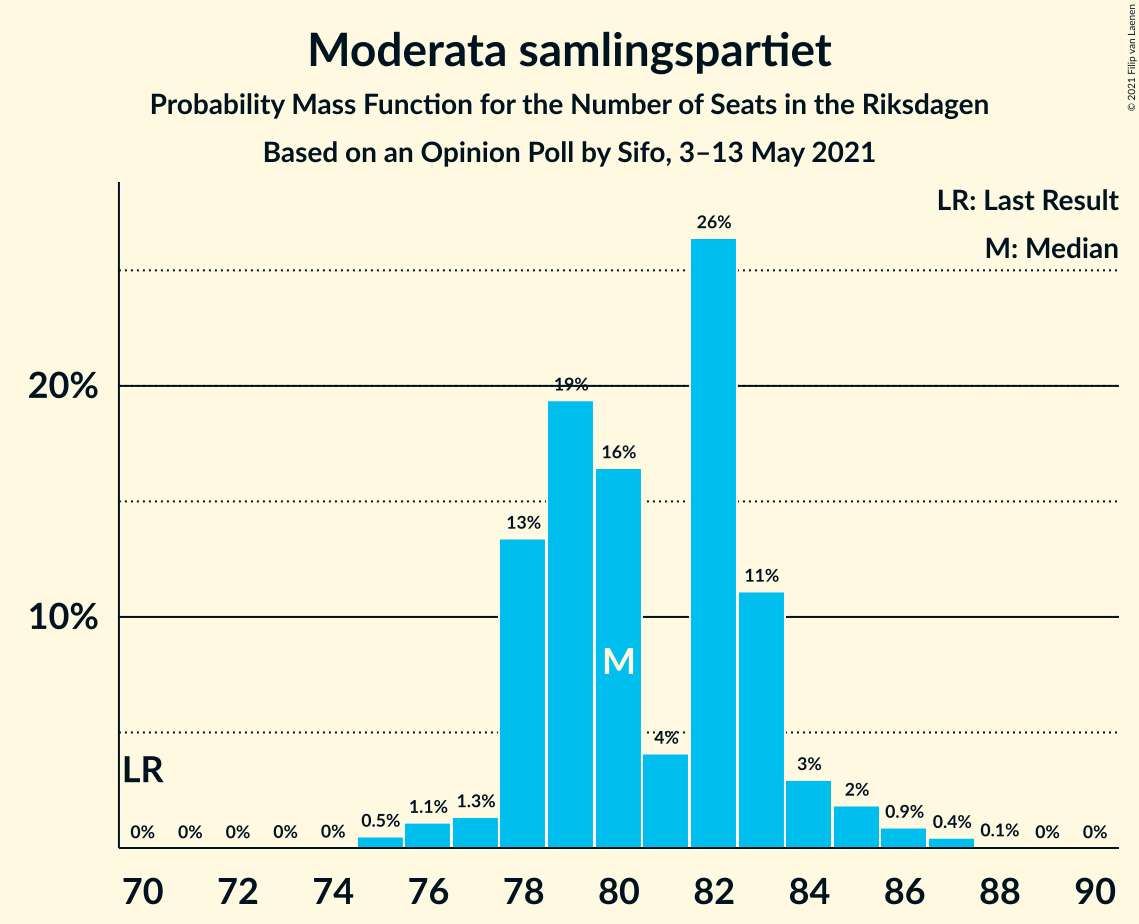 Moderata samlingspartiet
Probability Mass Function for the Number of Seats in the Riksdagen
Based on an Opinion Poll by Sifo, 3–13 May 2021
© 2021 Filip van Laenen
LR: Last Result
M: Median
26%
20%
19%
16%
13%
11%
10%
M
4%
LR
3%
2%
0% 0% 0% 0% 0% 0.5% 1.1% 1.3% 0.9% 0.4% 0.1% 0% 0%
70 72 74 76 78 80 82 84 86 88 90